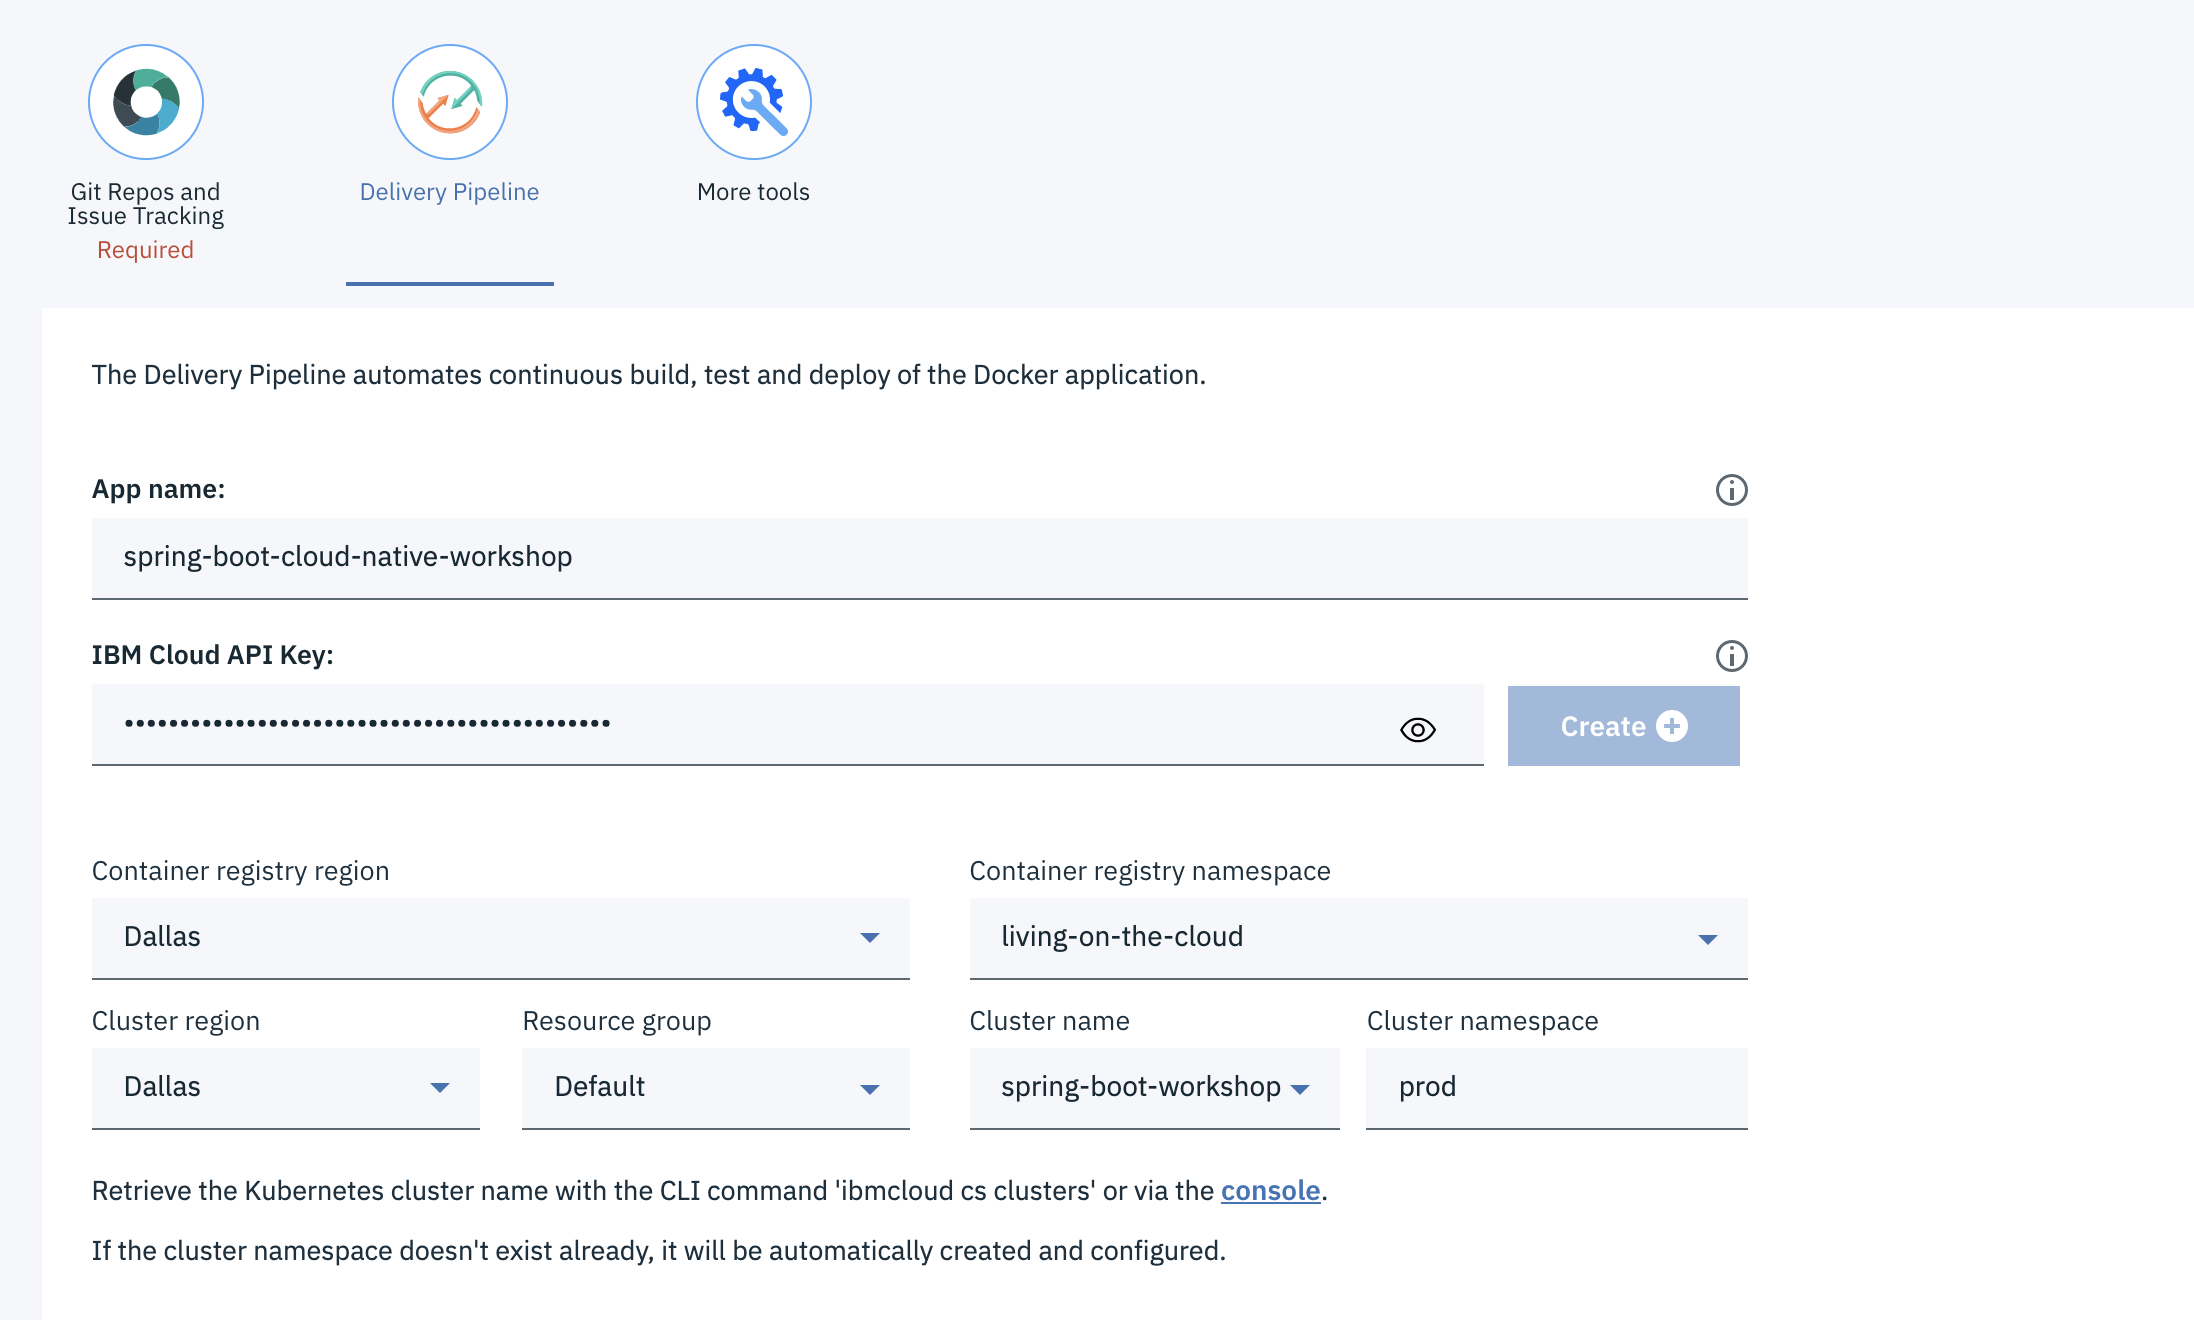 Git Repos and
Issue Tracking
Required
Delivery Pipeline
More tools
The Delivery Pipeline automates continuous build, test and deploy of the Docker application.
App name:
spring-boot-cloud-native-workshop
IBM Cloud API Key:
••••••••••••••••••••••••••••••••••••••••••••
Create
Container registry region
Container registry namespace
Dallas
living-on-the-cloud
Cluster region
Resource group
Cluster name
Cluster namespace
Dallas
Default
spring-boot-workshop
prod
Retrieve the Kubernetes cluster name with the CLI command 'ibmcloud cs clusters' or via the console.
If the cluster namespace doesn't exist already, it will be automatically created and configured.